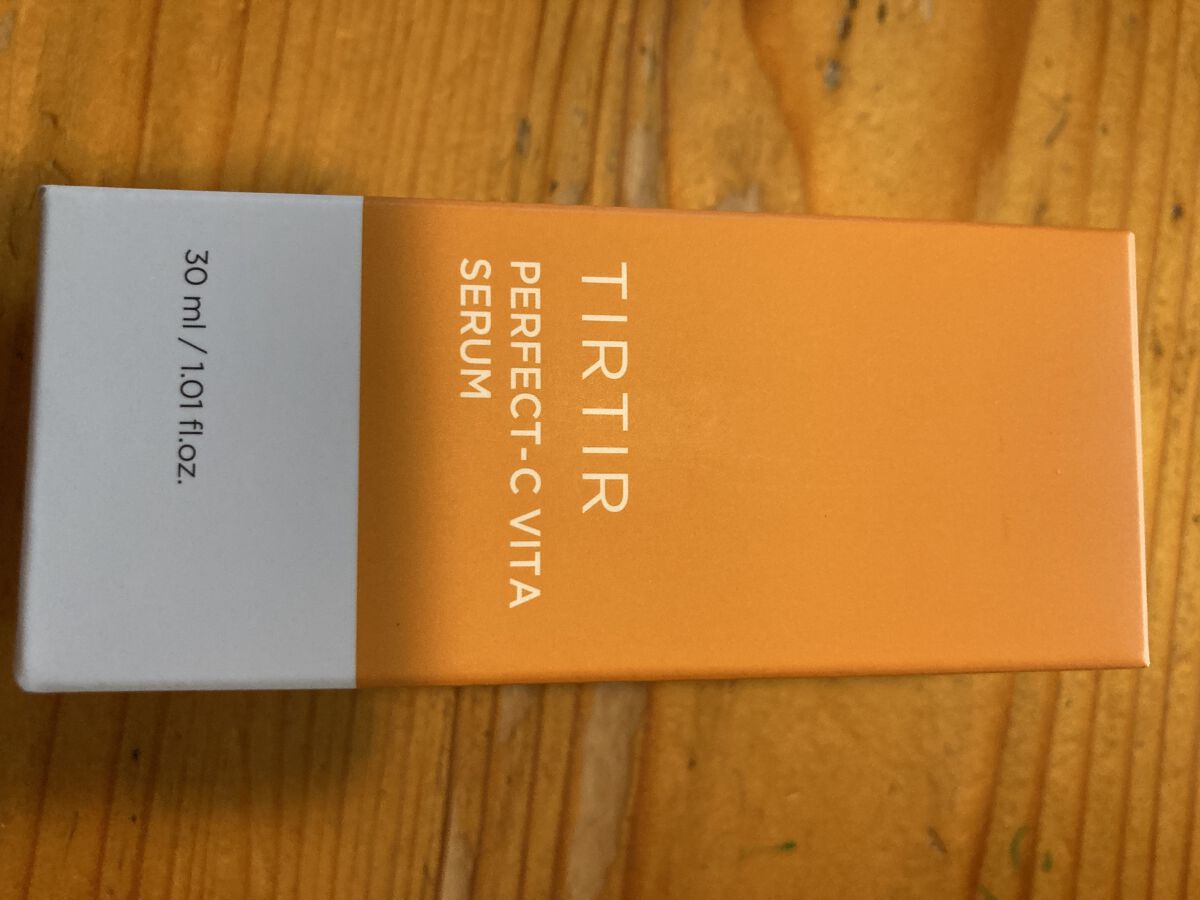 TIRTIR
PERFECT-C VITA
SERUM
30 ml / 1.01 fl.oz.